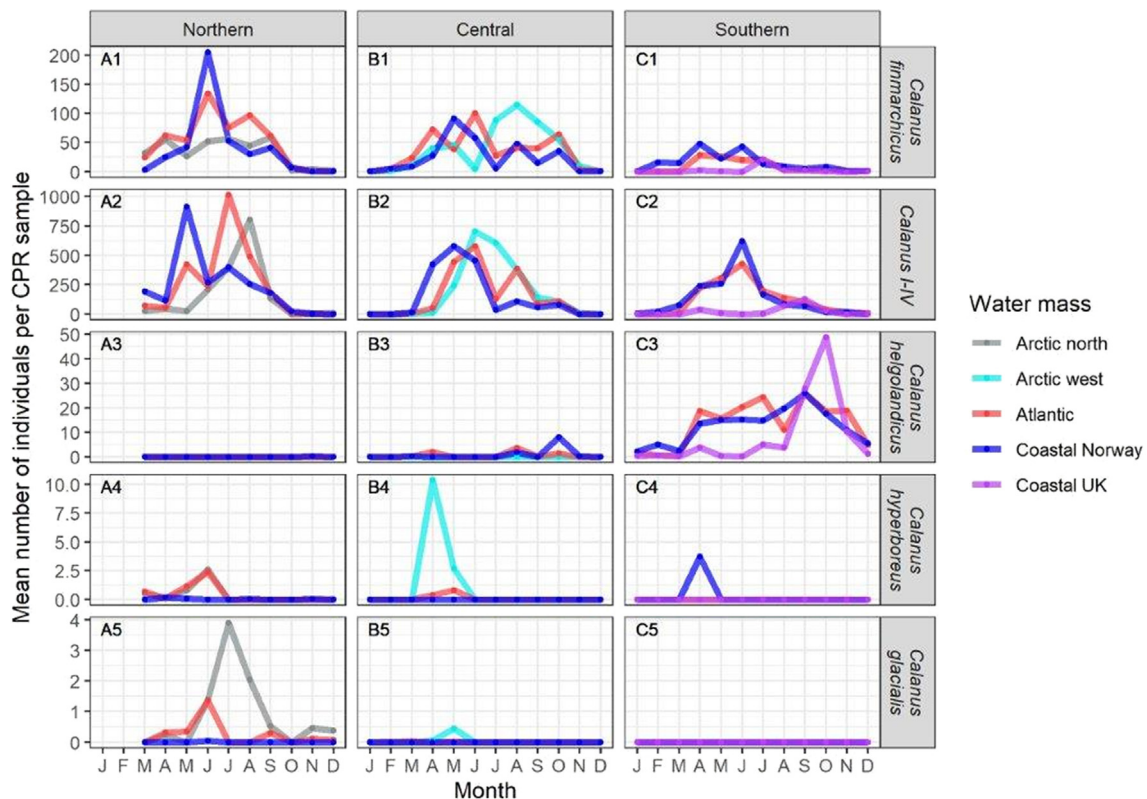 Northern Central Southern
A1 B1 C1
200
150
100
50
0
Calanus
finmarchicus
A2 B2 C2
1000
750
500
250
0
Calanus I-IV
A3 B3 C3
50
40
30
20
10
0
Calanus
helgolandicus
A4 B4 C4
10.0
7.5
5.0
2.5
0.0
Calanus
hyperboreus
A5 B5 C5
4
3
2
1
0
Calanus
glacialis
J F M A M J J A S O N D J F M A M J J A S O N D J F M A M J J A S O N D
Month
Mean number of individuals per CPR sample
Water mass
Arctic north
Arctic west
Atlantic
Coastal Norway
Coastal UK